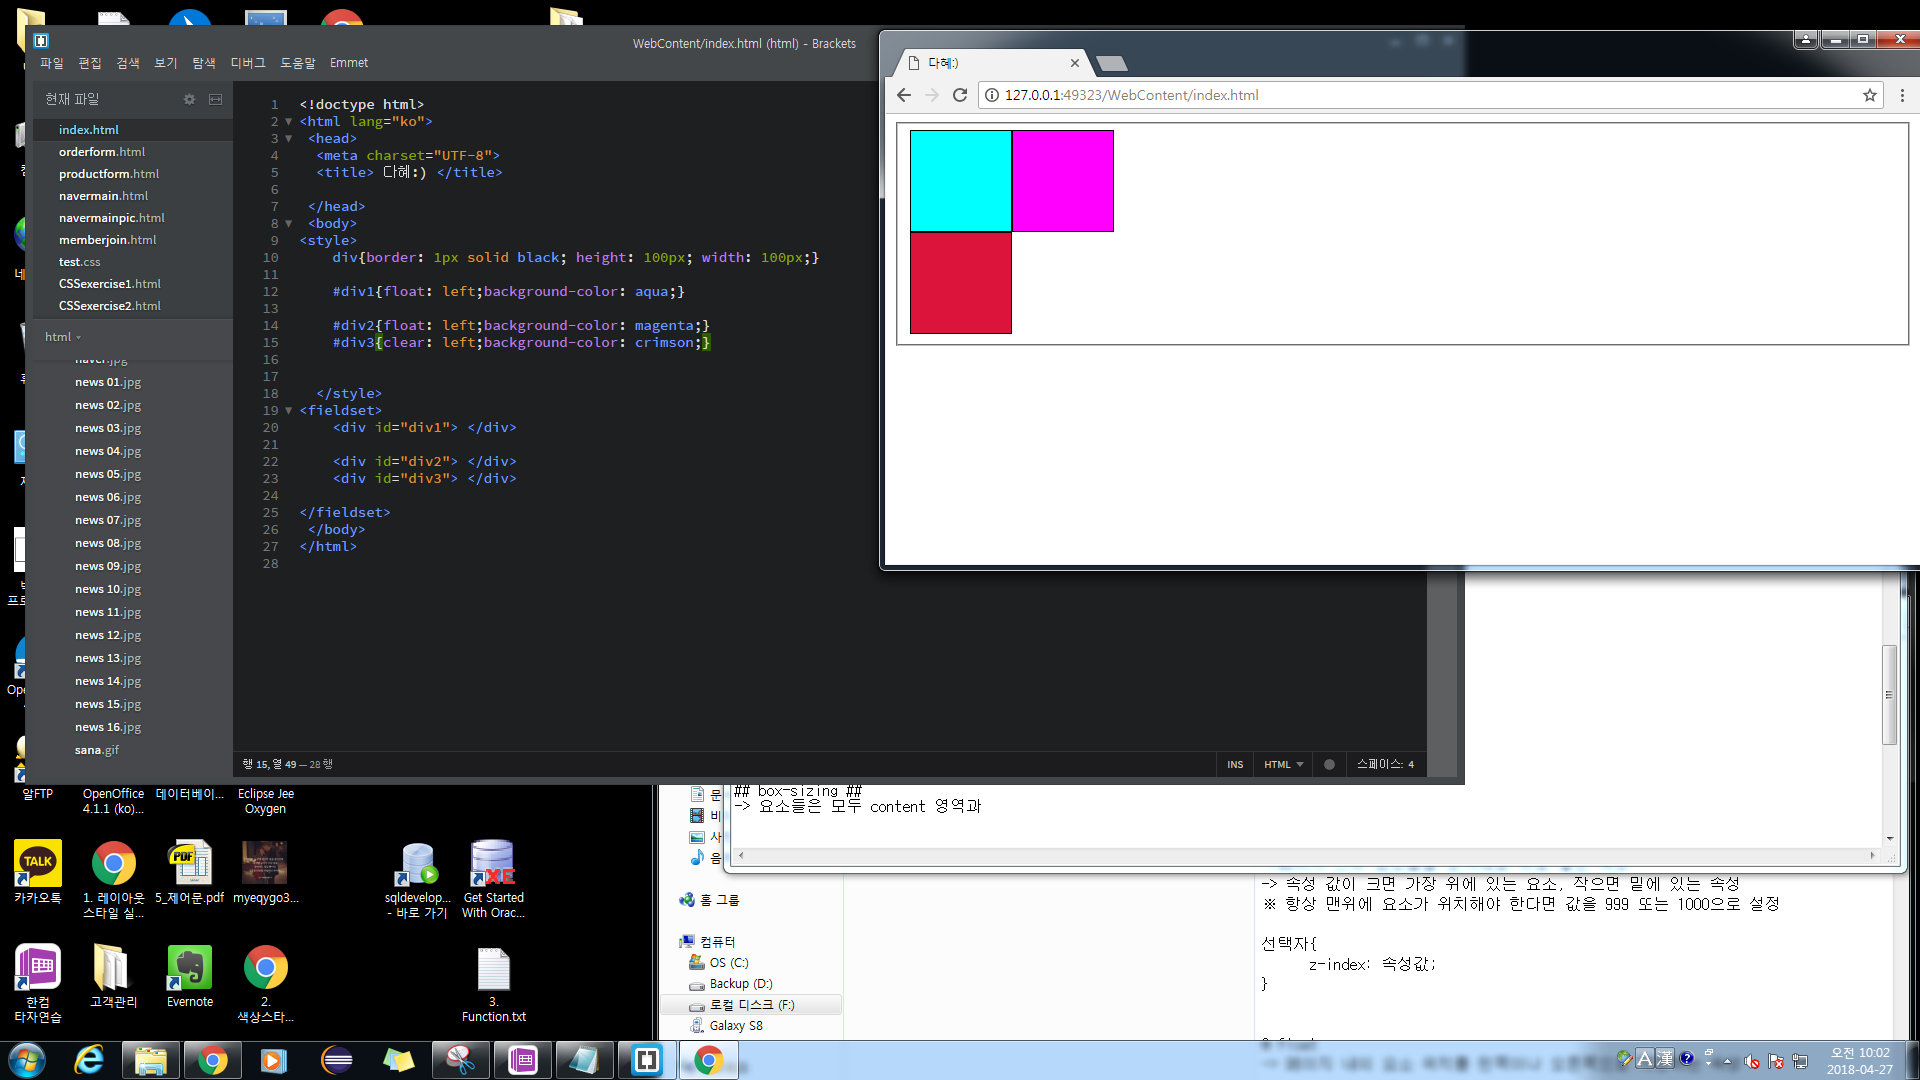 WebContent/index.html (html) - Brackets
파일 편집 검색 보기 탐색 디버그 도움말 Emmet
현재 파일
index.html
orderform.html
productform.html
navermain.html
navermainpic.html
memberjoin.html
test.css
CSSexercise1.html
CSSexercise2.html
html
naver.jpg
news 01.jpg
news 02.jpg
news 03.jpg
news 04.jpg
news 05.jpg
news 06.jpg
news 07.jpg
news 08.jpg
news 09.jpg
news 10.jpg
news 11.jpg
news 12.jpg
news 13.jpg
news 14.jpg
news 15.jpg
news 16.jpg
sana.gif
1 <!doctype html>
2 <html lang="ko">
3 <head>
4 <meta charset="UTF-8">
5 <title> 다혜:) </title>
6
7 </head>
8 <body>
9 <style>
10 div{border: 1px solid black; height: 100px; width: 100px;}
11
12 #div1{float: left;background-color: aqua;}
13
14 #div2{float: left;background-color: magenta;}
15 #div3{clear: left;background-color: crimson;}
16
17
18 </style>
19 <fieldset>
20 <div id="div1"> </div>
21
22 <div id="div2"> </div>
23 <div id="div3"> </div>
24
25 </fieldset>
26 </body>
27 </html>
28
행 15, 열 49 — 28 행
INS HTML 스페이스: 4
다혜:)
127.0.0.1:49323/WebContent/index.html
## box-sizing ##
-> 요소들은 모두 content 영역과
문
비
사
음
홈 그룹
컴퓨터
OS (C:)
Backup (D:)
로컬 디스크 (F:)
Galaxy S8
-> 속성 값이 크면 가장 위에 있는 요소, 작으면 밑에 있는 속성
※ 항상 맨위에 요소가 위치해야 한다면 값을 999 또는 1000으로 설정
선택자{
z-index: 속성값;
}
알FTP
OpenOffice 4.1.1 (ko)...
데이터베이...
Eclipse Jee Oxygen
TALK
카카오톡
1. 레이아웃 스타일 실...
PDF
5_제어문.pdf
myeqygo3...
sqldevelop... - 바로 가기
XE
Get Started With Orac...
한컴 타자연습
고객관리
Evernote
2. 색상스타...
3. Function.txt
A 漢
오전 10:02
2018-04-27